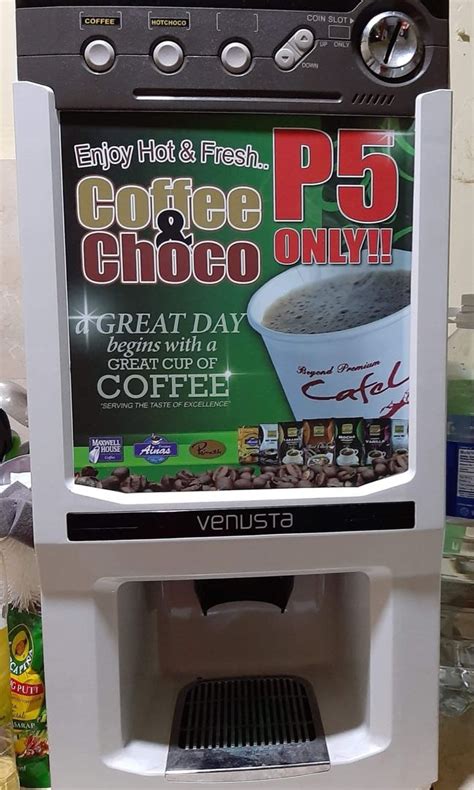 COFFEE
HOTCHOCO
COIN SLOT
UP
ONLY
DOWN
Enjoy Hot & Fresh..
P5
Coffee
&
Choco
ONLY!!
a GREAT DAY
begins with a
GREAT CUP OF
COFFEE
"SERVING THE TASTE OF EXCELLENCE"
Beyond Premium
MAXWELL
HOUSE
Ainas
venusta